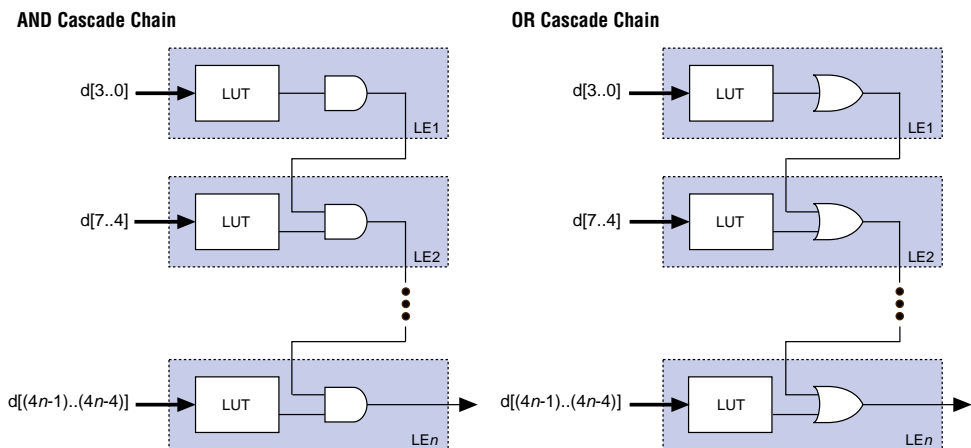 AND Cascade Chain
d[3..0]
LUT
LE1
d[7..4]
LUT
LE2
d[(4n-1)..(4n-4)]
LUT
LEn
OR Cascade Chain
d[3..0]
LUT
LE1
d[7..4]
LUT
LE2
d[(4n-1)..(4n-4)]
LUT
LEn